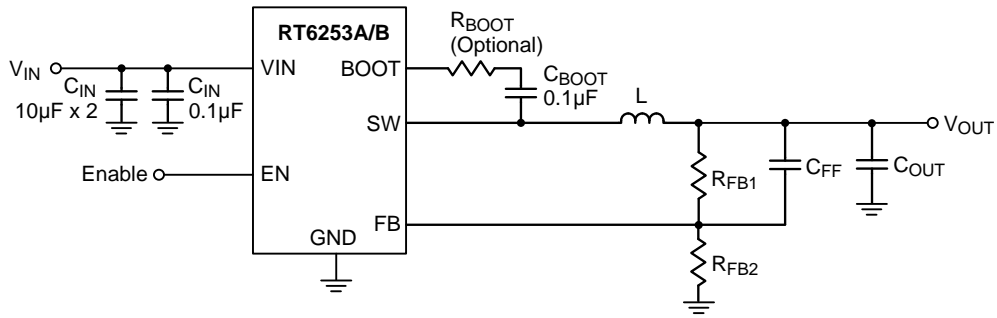 RT6253A/B
VIN
BOOT
SW
EN
FB
GND
VIN
CIN
10μF x 2
CIN
0.1μF
Enable
RBOOT
(Optional)
CBOOT
0.1μF
L
VOUT
RFB1
CFF
COUT
RFB2